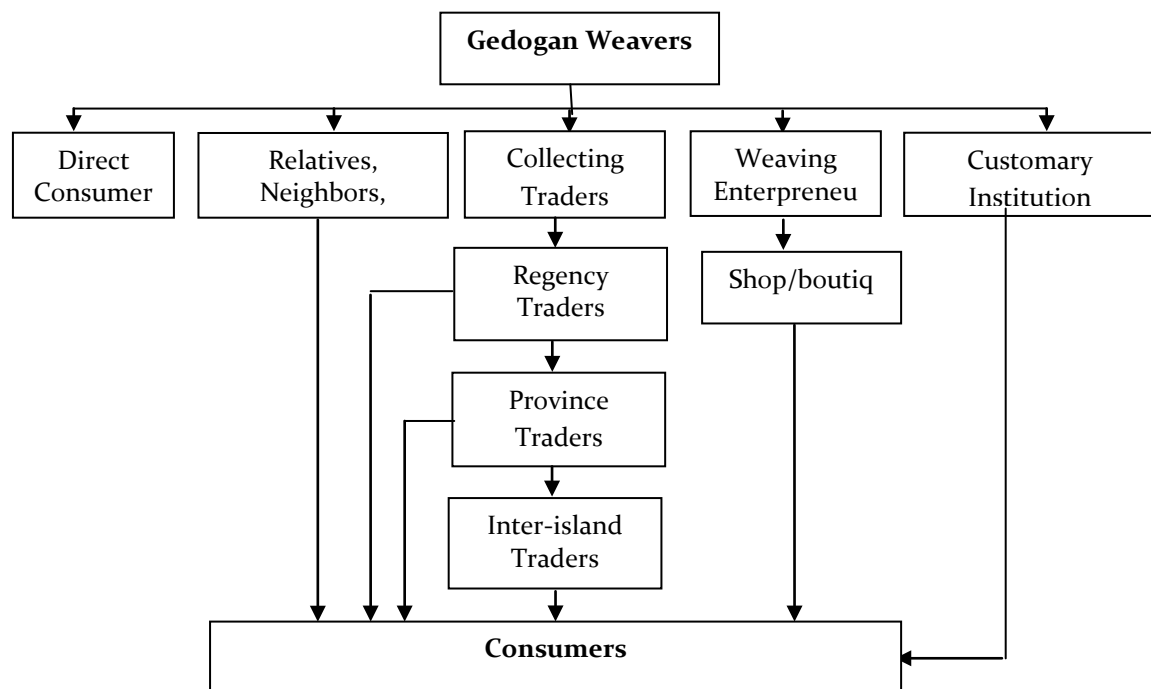 Gedogan Weavers
Direct
Consumer
Relatives,
Neighbors,
Collecting
Traders
Weaving
Enterpreneu
Customary
Institution
Regency
Traders
Shop/boutiq
Province
Traders
Inter-island
Traders
Consumers